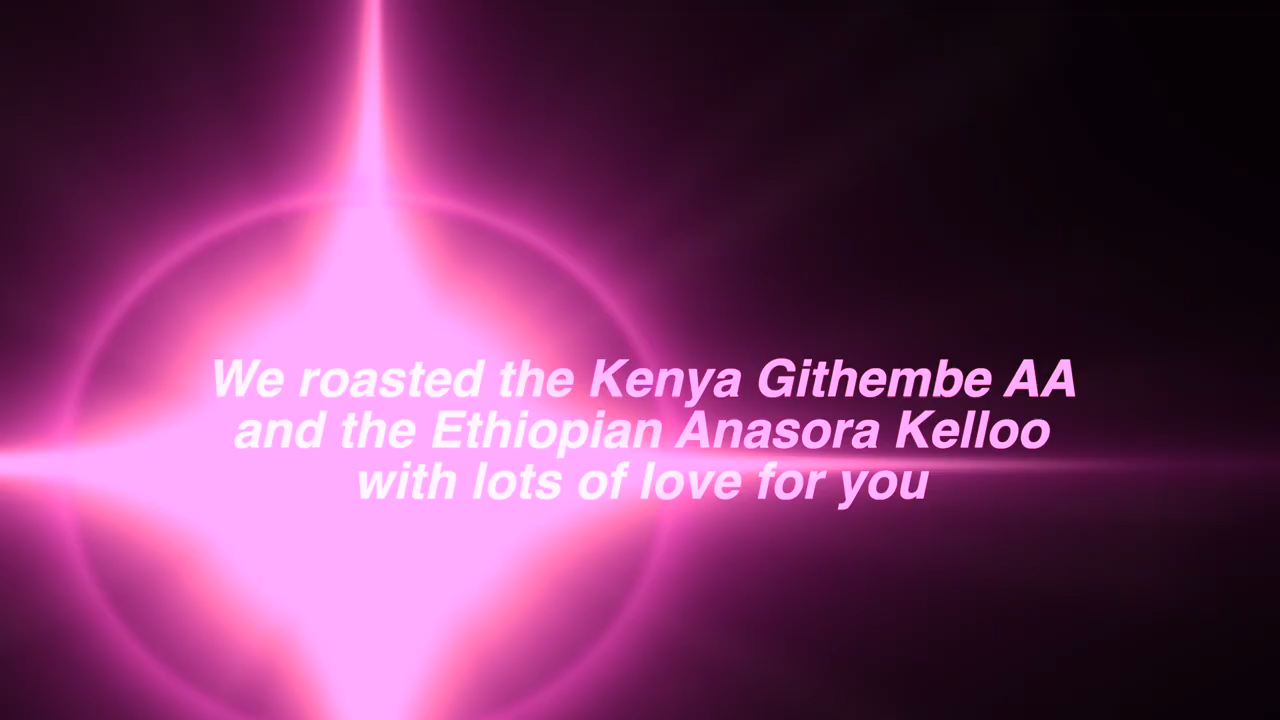 We roasted the Kenya Githembe AA
and the Ethiopian Anasora Kelloo
with lots of love for you